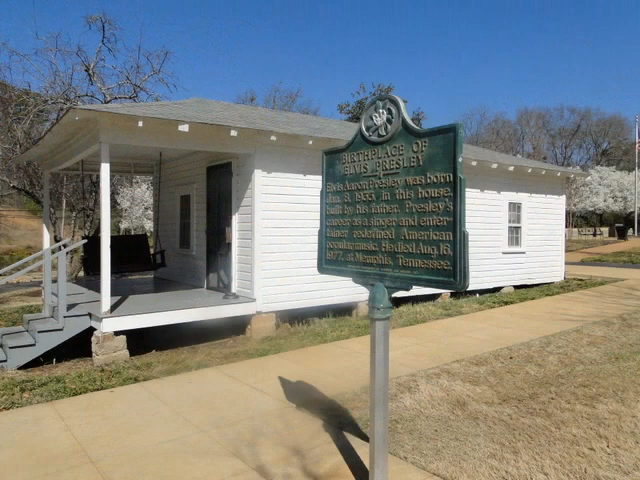 BIRTHPLACE OF
ELVIS PRESLEY
Elvis Aaron Presley was born
Jan. 8, 1935, in this house,
built by his father. Presley's
career as a singer and enter-
tainer redefined American
popular music. He died Aug. 16,
1977, at Memphis, Tennessee.